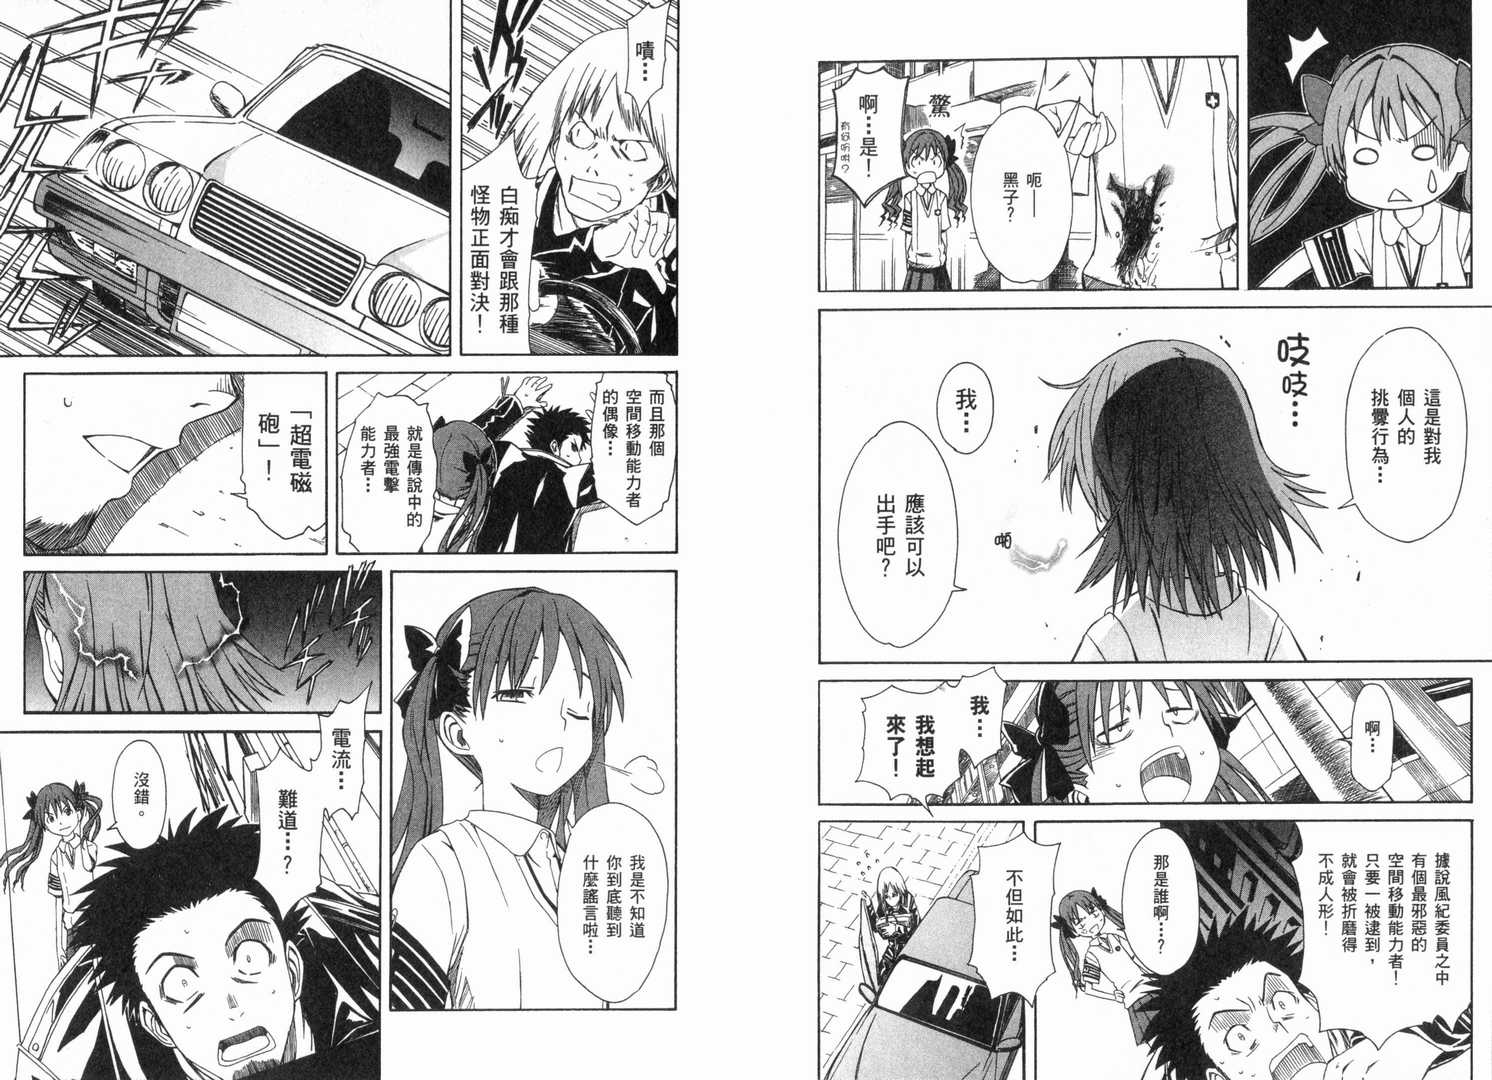 驚
呃——
黑子？
啊…是！
有何吩咐？
這是對我
個人的
挑釁行為…
吱吱…
我…
啪
應該可以
出手吧？
啊…
我…
我想起
來了！
據說風紀委員之中
有個最邪惡的
空間移動能力者！
只要一被逮到，
就會被折磨得
不成人形！
那是誰啊…？
不但如此…
嘖…
白痴才會跟那種
怪物正面對決！
而且那個
空間移動能力者
的偶像…
就是傳說中的
最強電擊
能力者…
「超電磁
砲」！
我是不知道
你到底聽到
什麼謠言啦…
電流…
難道…？
沒錯。